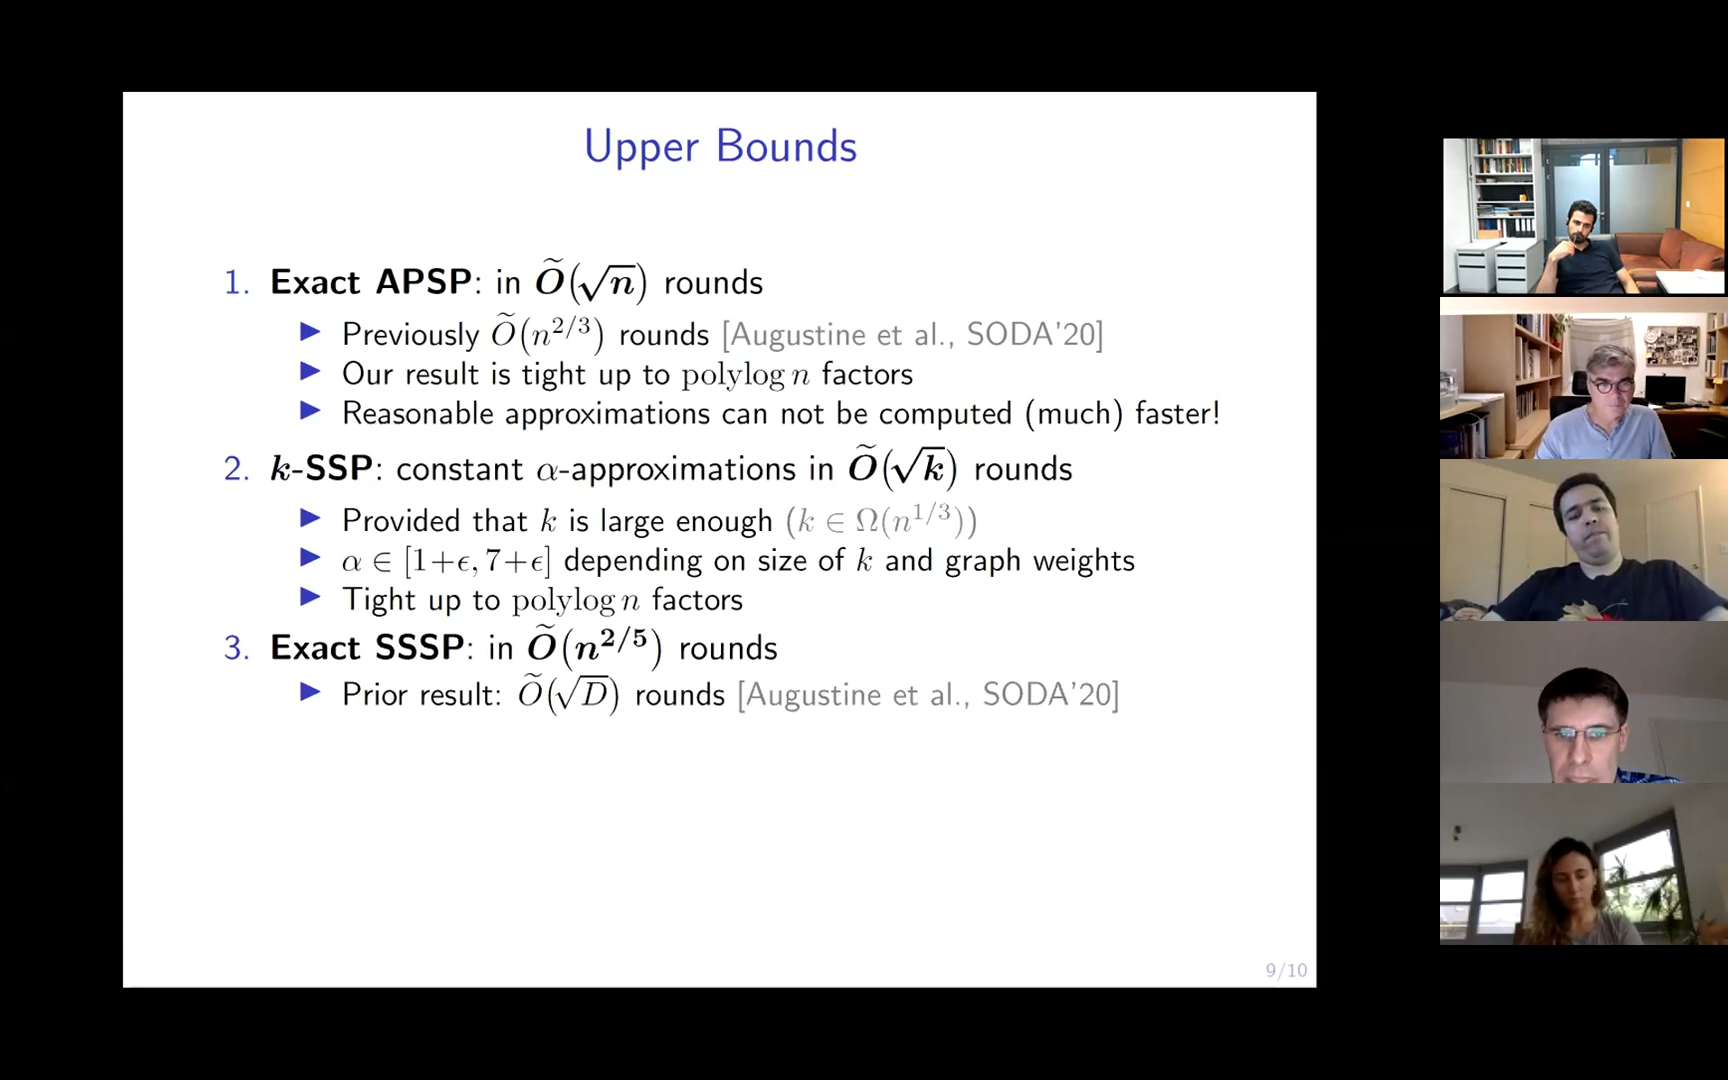 Upper Bounds
1. Exact APSP: in Õ(√n) rounds
▶ Previously Õ(n^{2/3}) rounds [Augustine et al., SODA'20]
▶ Our result is tight up to polylog n factors
▶ Reasonable approximations can not be computed (much) faster!
2. k-SSP: constant α-approximations in Õ(√k) rounds
▶ Provided that k is large enough (k ∈ Ω(n^{1/3}))
▶ α ∈ [1+ϵ, 7+ϵ] depending on size of k and graph weights
▶ Tight up to polylog n factors
3. Exact SSSP: in Õ(n^{2/5}) rounds
▶ Prior result: Õ(√D) rounds [Augustine et al., SODA'20]
9/10